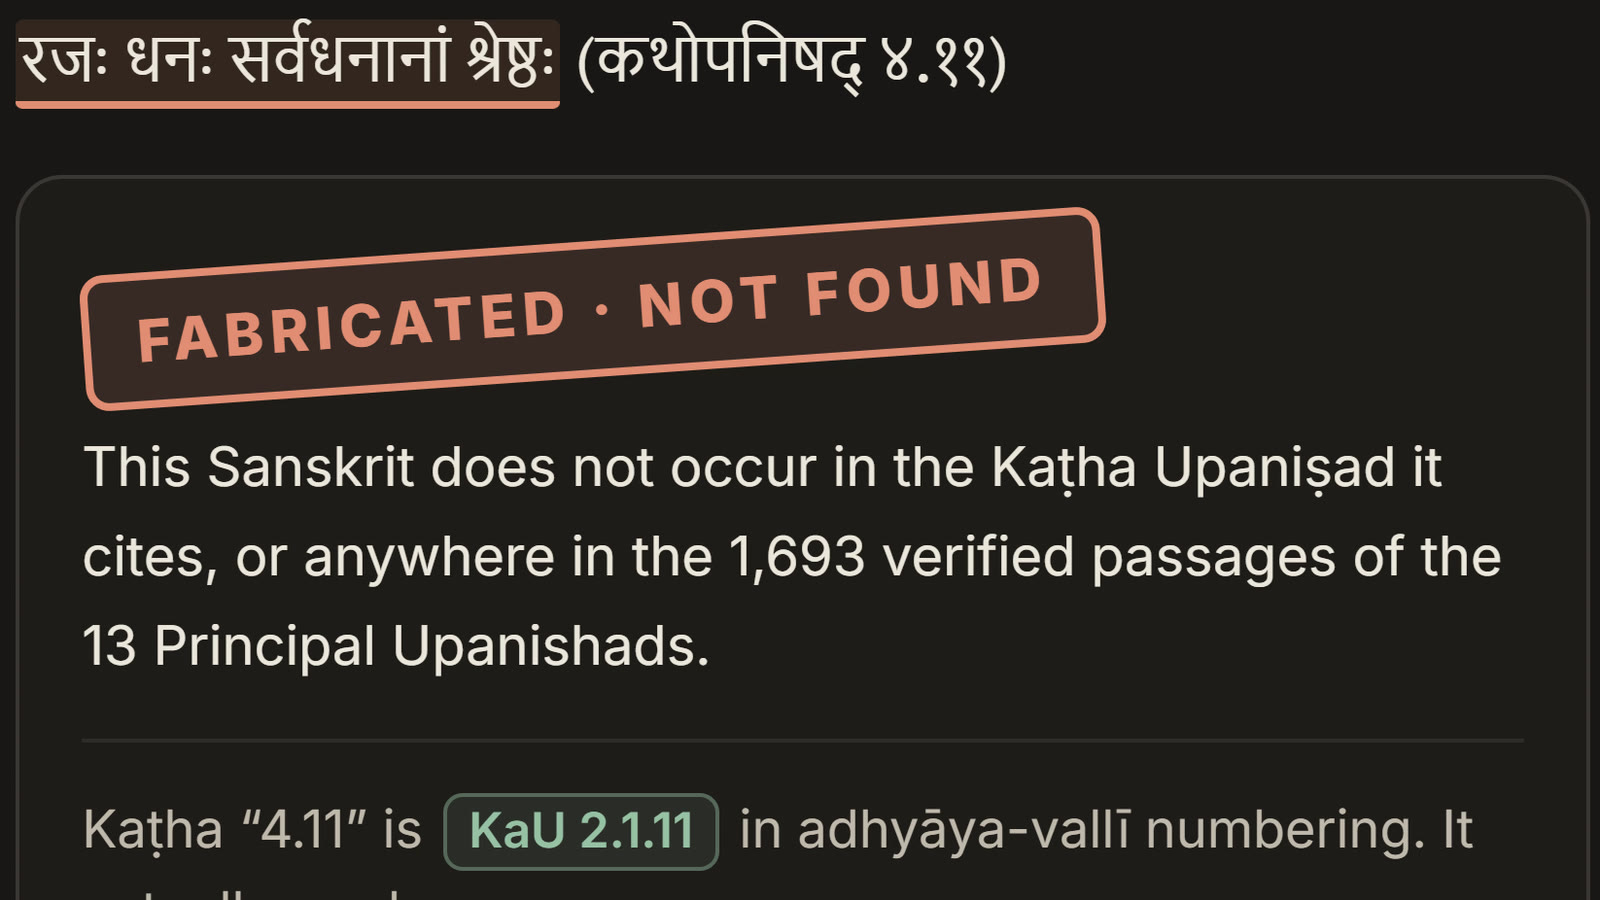 रजः धनः सर्वधनानां श्रेष्ठः (कथोपनिषद् ४.११)
FABRICATED · NOT FOUND
This Sanskrit does not occur in the Kaṭha Upaniṣad it
cites, or anywhere in the 1,693 verified passages of the
13 Principal Upanishads.
Kaṭha “4.11” is KaU 2.1.11 in adhyāya-vallī numbering. It